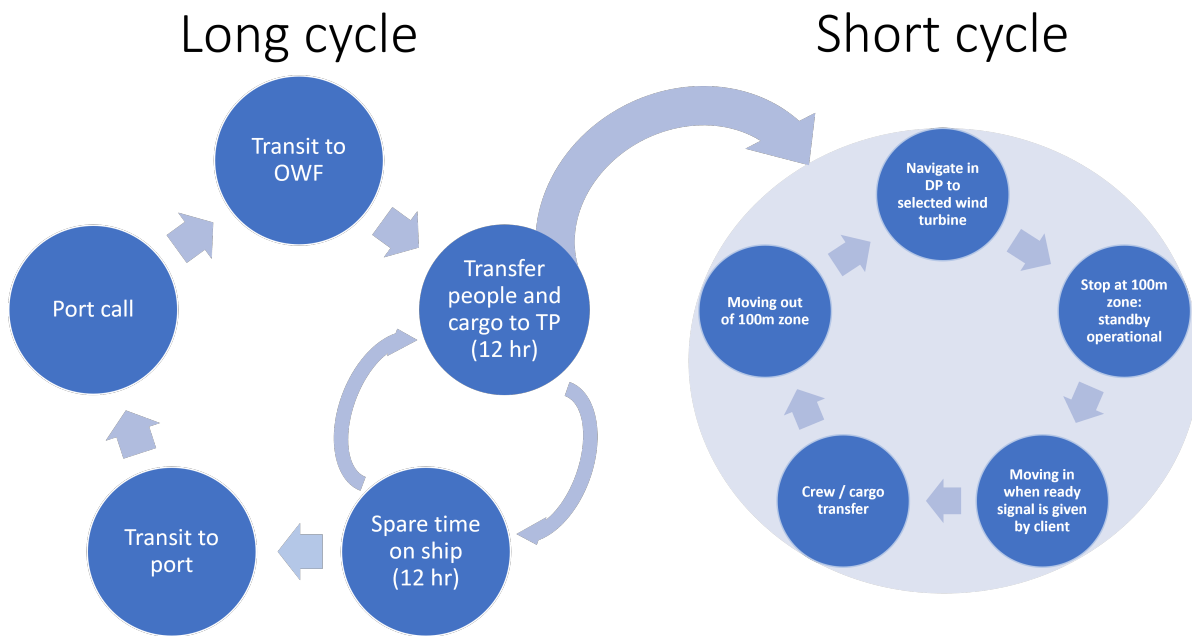 Long cycle
Transit to
OWF
Transfer
people and
cargo to TP
(12 hr)
Spare time
on ship
(12 hr)
Transit to
port
Port call
Short cycle
Navigate in
DP to
selected wind
turbine
Stop at 100m
zone:
standby
operational
Moving in
when ready
signal is given
by client
Crew / cargo
transfer
Moving out
of 100m zone